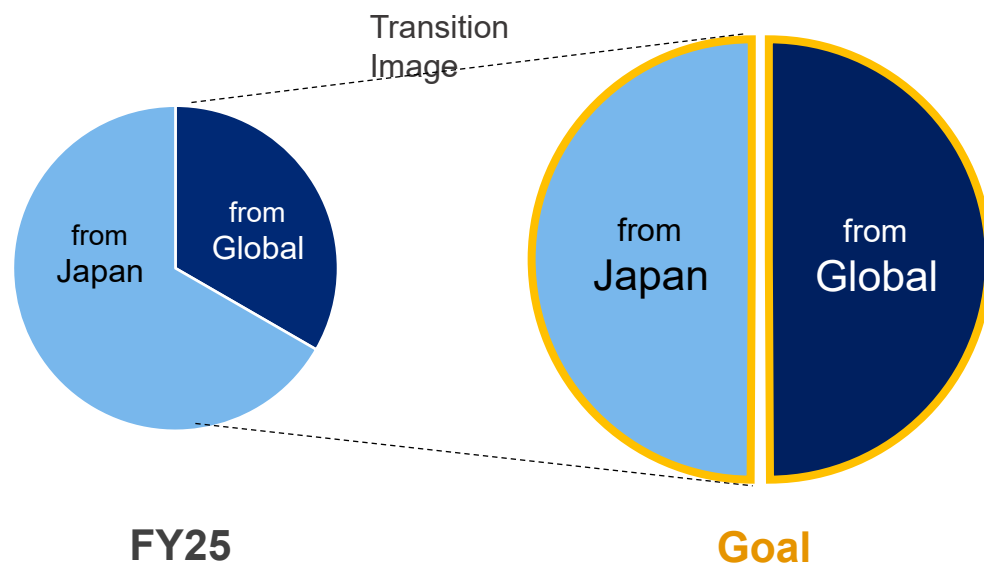 Transition
Image
from
Japan
from
Global
from
Japan
from
Global
FY25
Goal